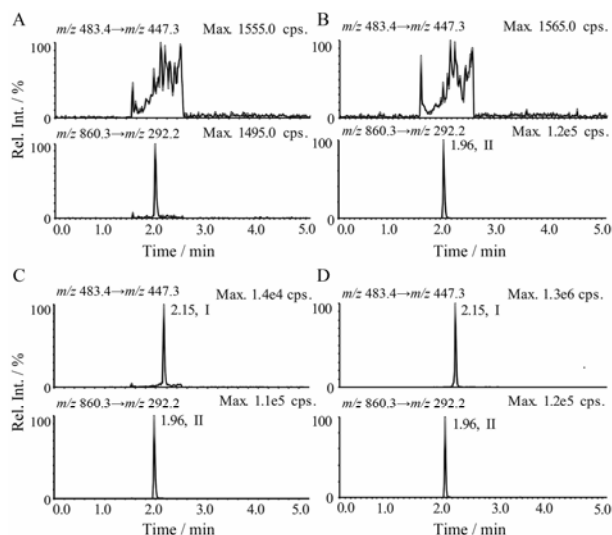 A
m/z 483.4→m/z 447.3 Max. 1555.0 cps.
100
0
m/z 860.3→m/z 292.2 Max. 1495.0 cps.
100
0
0.0 1.0 2.0 3.0 4.0 5.0
Time / min
Rel. Int. / %
B
m/z 483.4→m/z 447.3 Max. 1565.0 cps.
100
0
m/z 860.3→m/z 292.2 Max. 1.2e5 cps.
100
1.96, II
0
0.0 1.0 2.0 3.0 4.0 5.0
Time / min
C
m/z 483.4→m/z 447.3 Max. 1.4e4 cps.
100
2.15, I
0
m/z 860.3→m/z 292.2 Max. 1.1e5 cps.
100
1.96, II
0
0.0 1.0 2.0 3.0 4.0 5.0
Time / min
Rel. Int. / %
D
m/z 483.4→m/z 447.3 Max. 1.3e6 cps.
100
2.15, I
0
m/z 860.3→m/z 292.2 Max. 1.2e5 cps.
100
1.96, II
0
0.0 1.0 2.0 3.0 4.0 5.0
Time / min